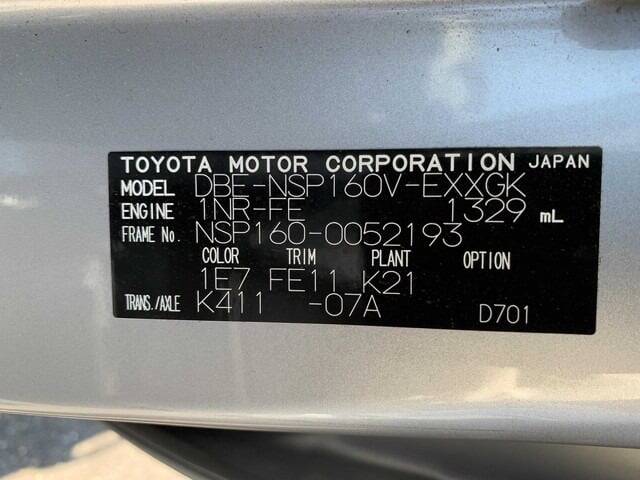 TOYOTA MOTOR CORPORATION JAPAN
MODEL DBE-NSP160V-EXXGK
ENGINE 1NR-FE 1329 mL
FRAME No. NSP160-0052193
COLOR TRIM PLANT OPTION
1E7 FE11 K21
TRANS./AXLE K411 -07A D701